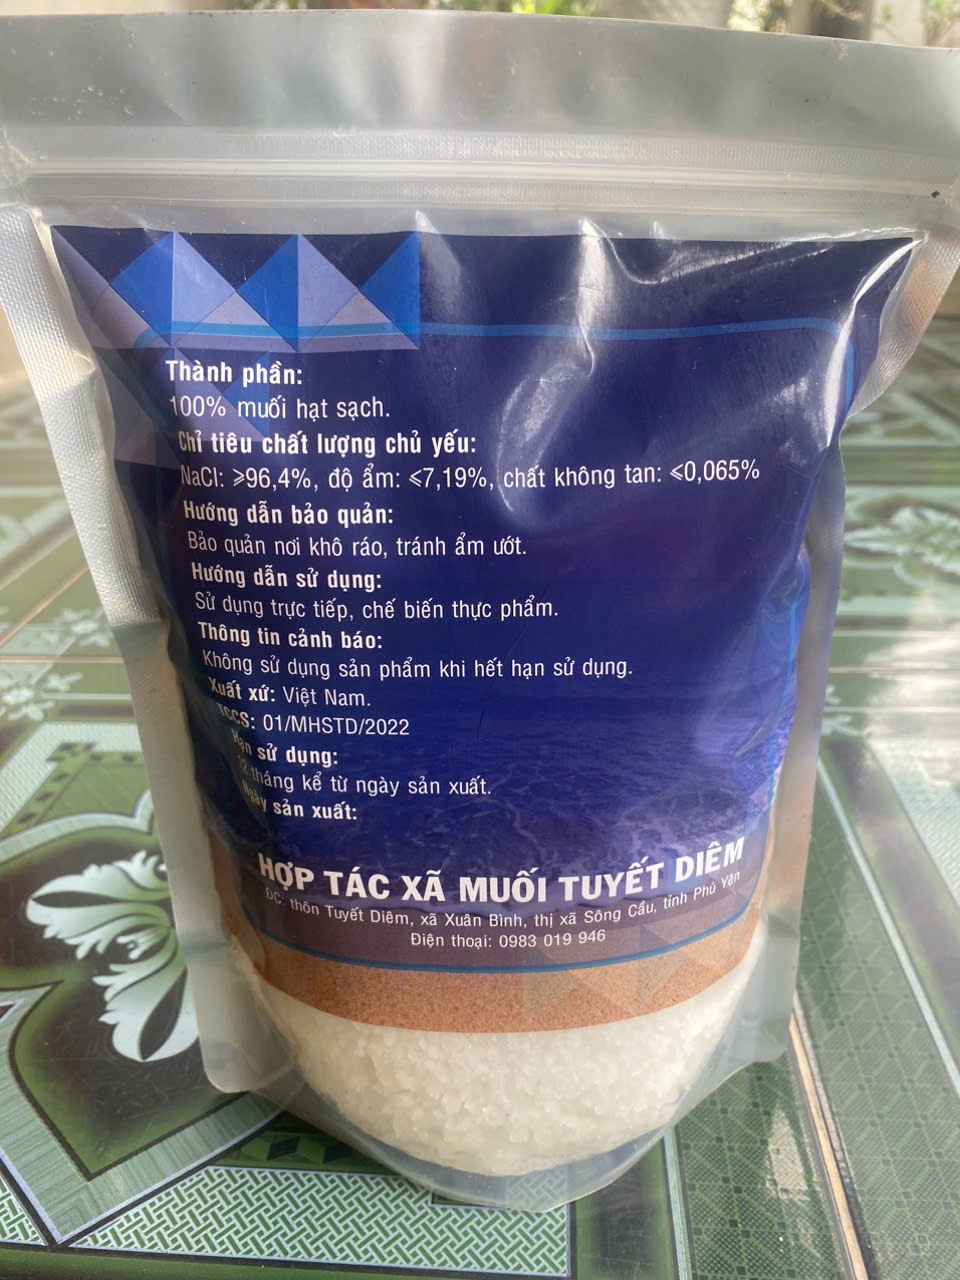 Thành phần:
100% muối hạt sạch.
Chỉ tiêu chất lượng chủ yếu:
NaCl: ⩾96,4%, độ ẩm: ⩽7,19%, chất không tan: ⩽0,065%
Hướng dẫn bảo quản:
Bảo quản nơi khô ráo, tránh ẩm ướt.
Hướng dẫn sử dụng:
Sử dụng trực tiếp, chế biến thực phẩm.
Thông tin cảnh báo:
Không sử dụng sản phẩm khi hết hạn sử dụng.
Xuất xứ: Việt Nam.
TCCS: 01/MHSTD/2022
Hạn sử dụng:
12 tháng kể từ ngày sản xuất.
Ngày sản xuất:
HỢP TÁC XÃ MUỐI TUYẾT DIÊM
ĐC: thôn Tuyết Diêm, xã Xuân Bình, thị xã Sông Cầu, tỉnh Phú Yên
Điện thoại: 0983 019 946